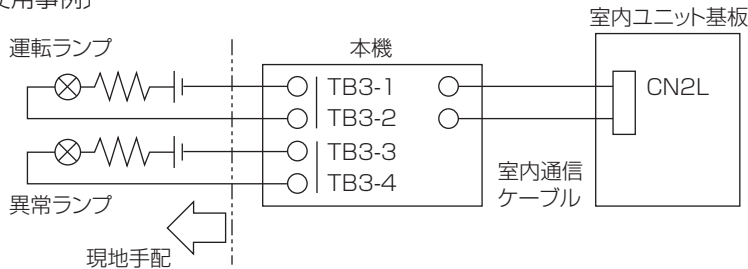 用事例
室内ユニット基板
運転ランプ
本機
TB3-1
CN2L
TB3-2
TB3-3
TB3-4
室内通信
ケーブル
異常ランプ
現地手配